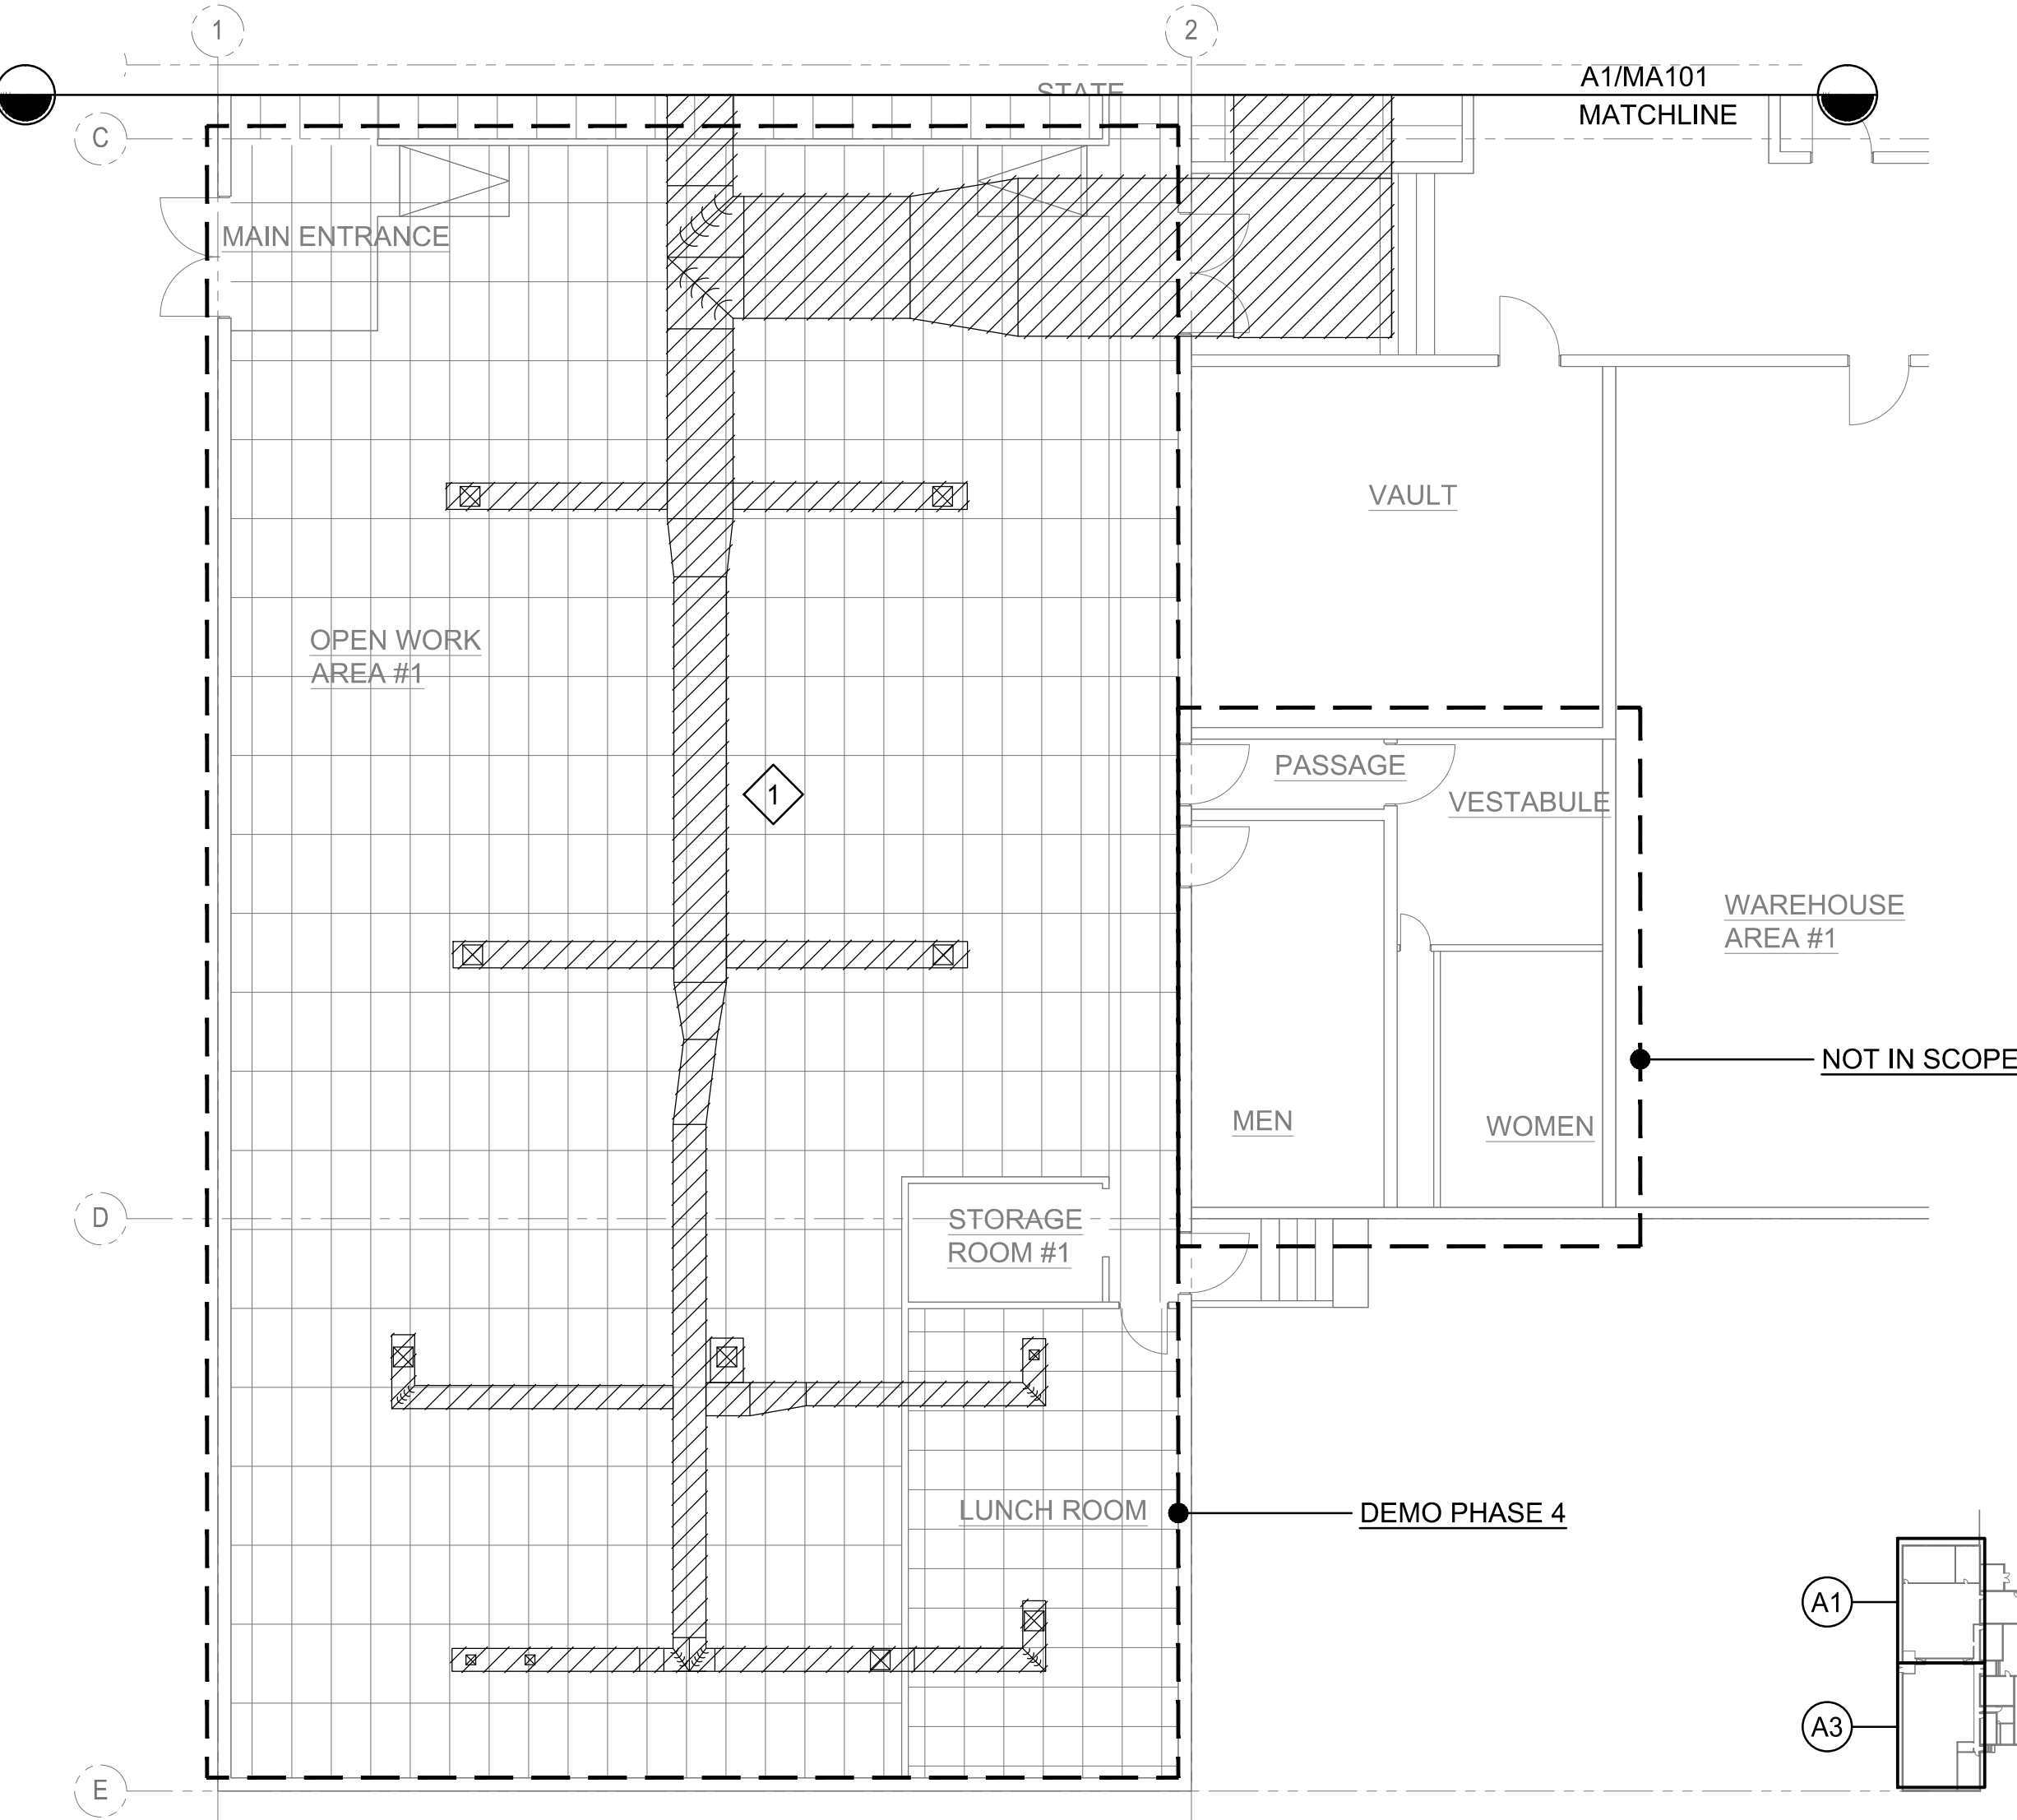 1
2
STATE
A1/MA101
MATCHLINE
C
MAIN ENTRANCE
VAULT
OPEN WORK
AREA #1
1
PASSAGE
VESTABULE
WAREHOUSE
AREA #1
NOT IN SCOPE
MEN
WOMEN
D
STORAGE
ROOM #1
LUNCH ROOM
DEMO PHASE 4
A1
A3
E